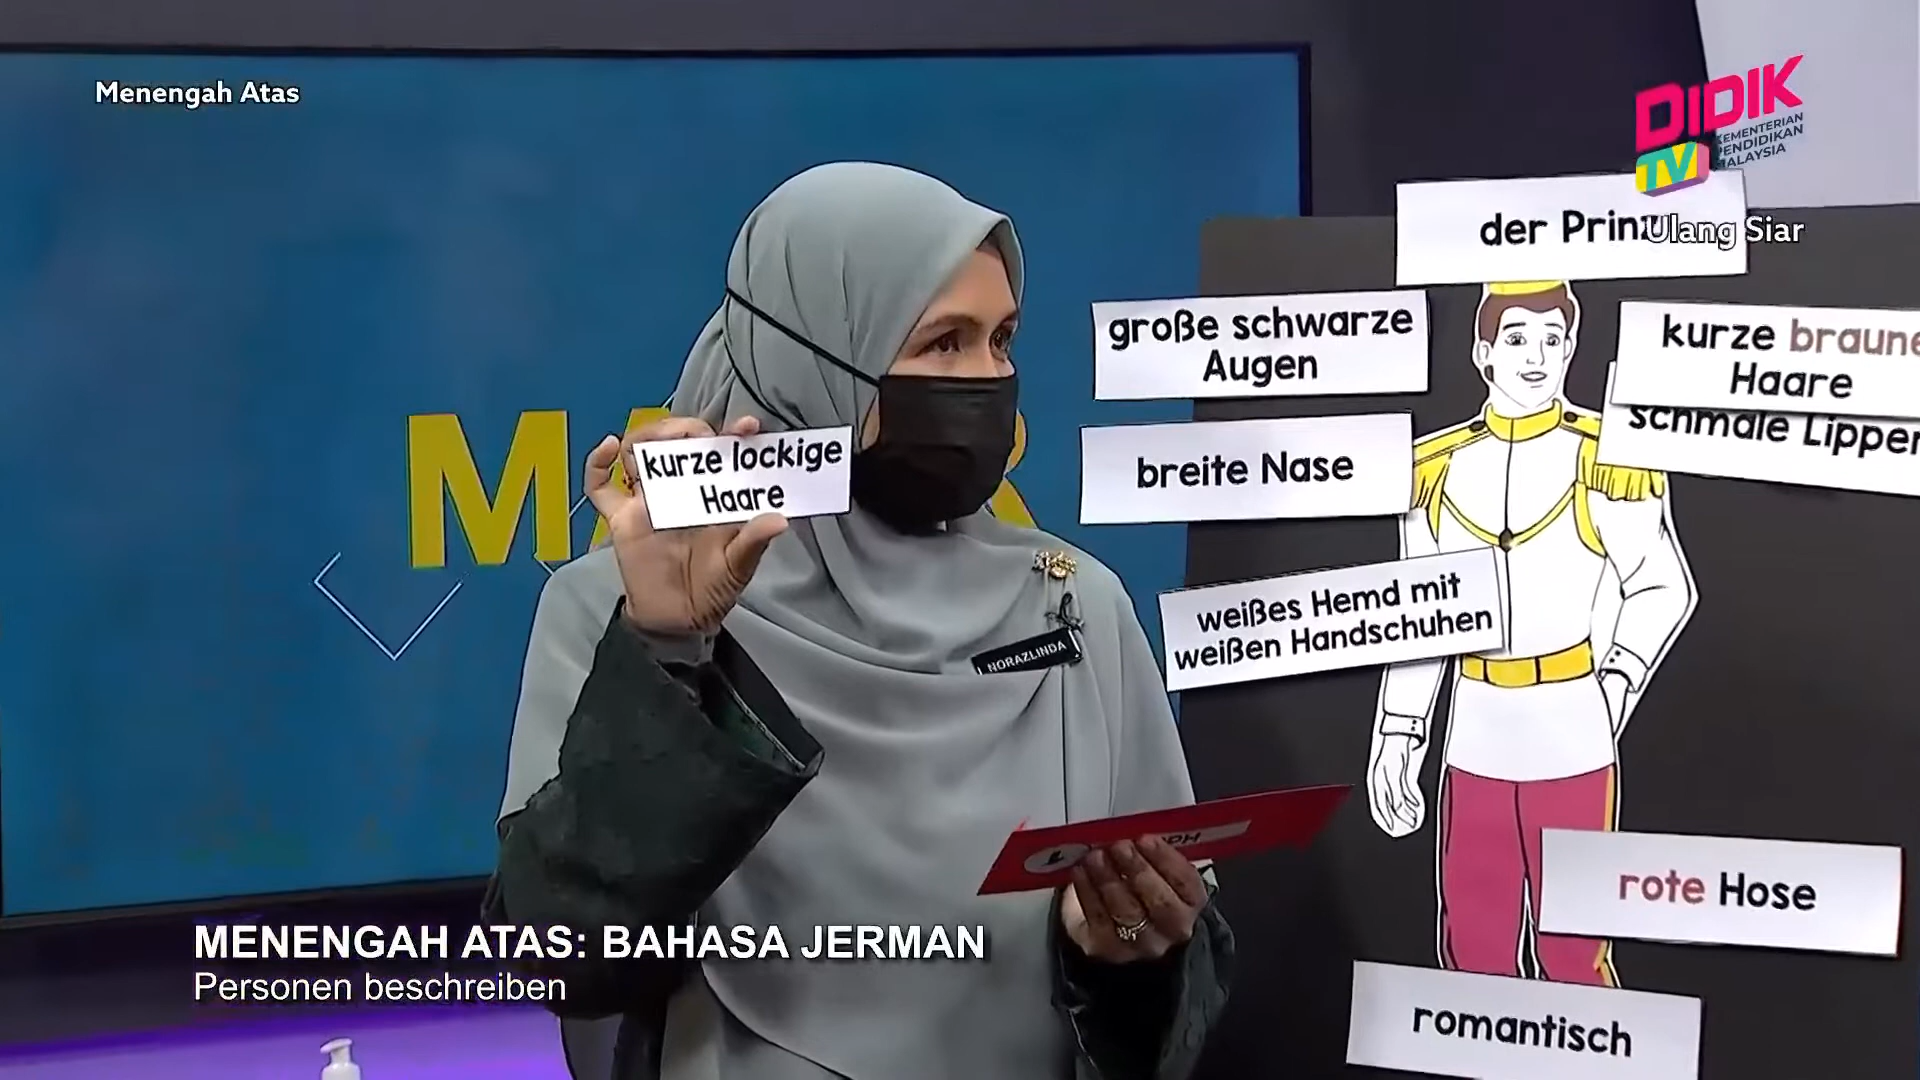 Menengah Atas
DIDIK
TV
KEMENTERIAN
PENDIDIKAN
MALAYSIA
Ulang Siar
der Prinz
große schwarze
Augen
kurze braune
Haare
schmale Lippen
breite Nase
kurze lockige
Haare
weißes Hemd mit
weißen Handschuhen
NORAZLINDA
rote Hose
romantisch
MENENGAH ATAS: BAHASA JERMAN
Personen beschreiben